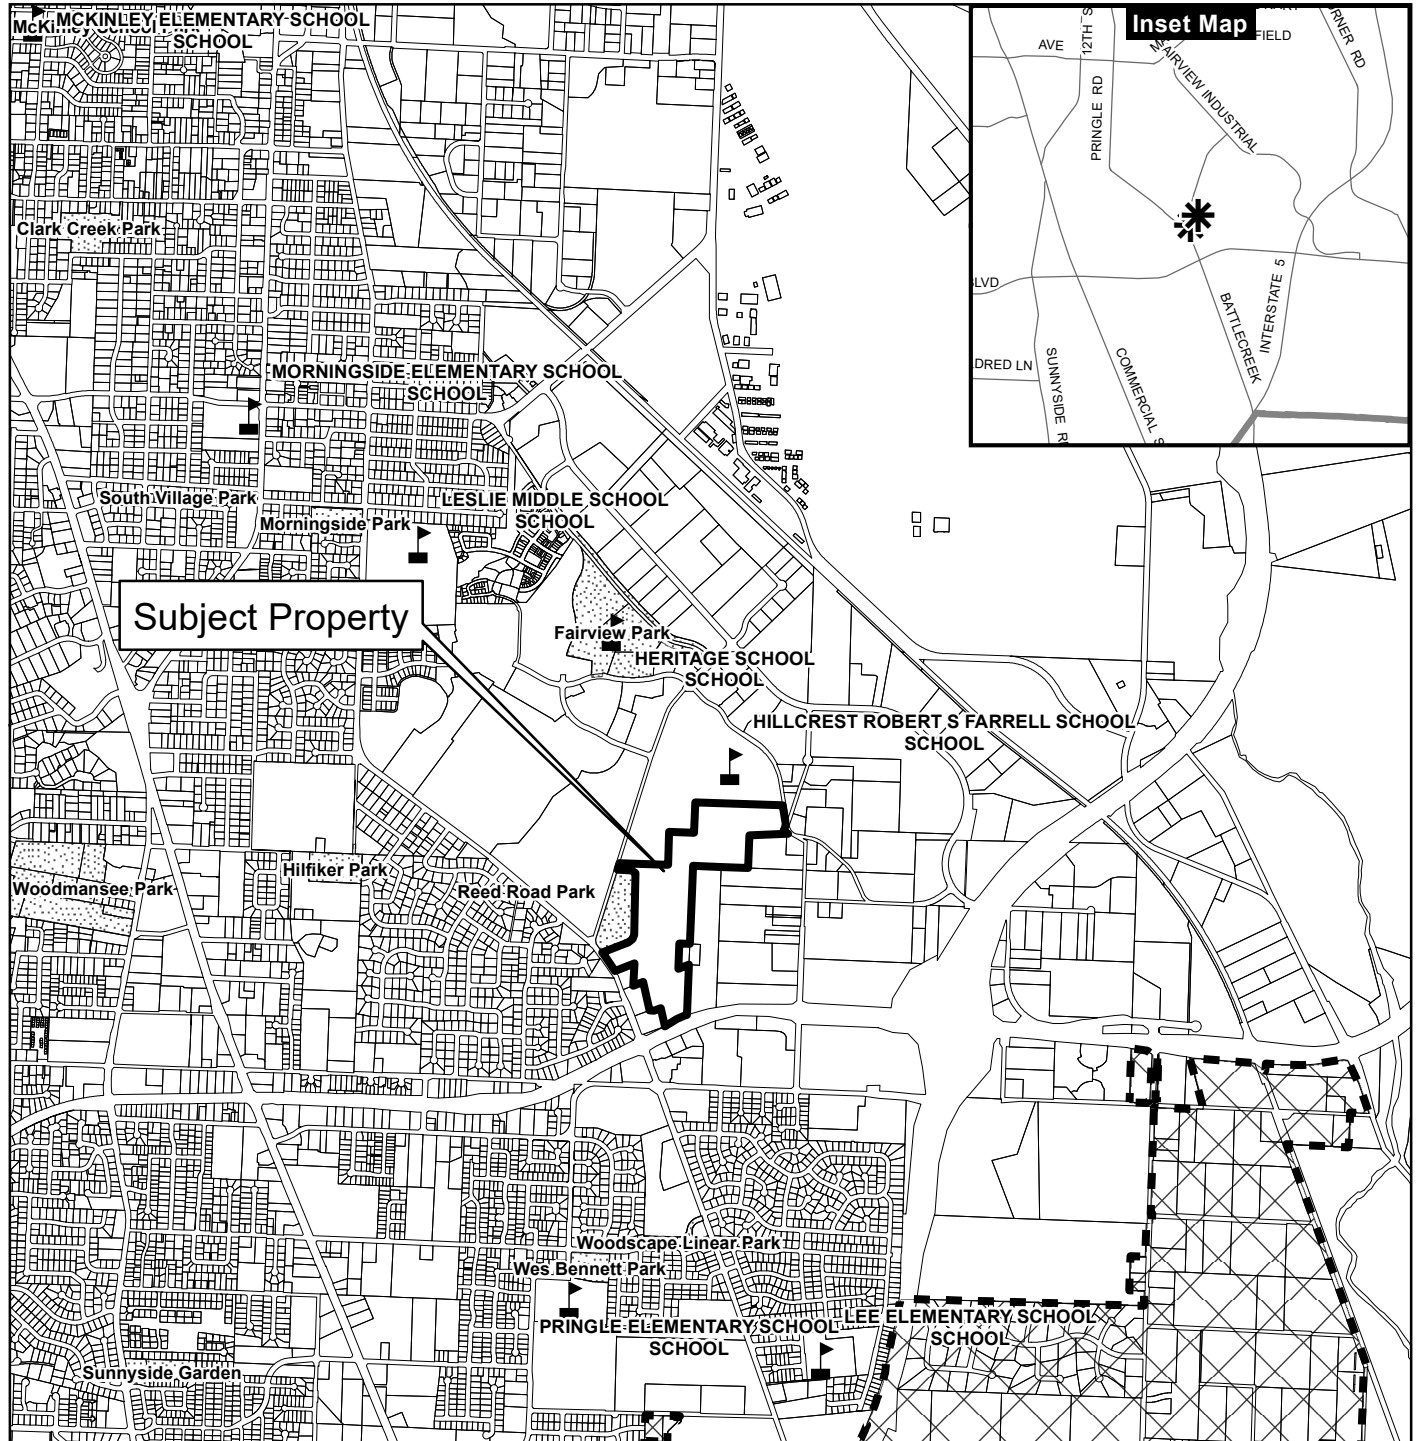 MCKINLEY ELEMENTARY SCHOOL
McKinley School Park
SCHOOL
Inset Map
AVE
12TH S
FIELD
RNER RD
AIRVIEW INDUSTRIAL
PRINGLE RD
LVD
INTERSTATE 5
BATTLECREEK
DRED LN
SUNNYSIDE R
COMMERCIAL S
Clark Creek Park
MORNINGSIDE ELEMENTARY SCHOOL
SCHOOL
South Village Park
LESLIE MIDDLE SCHOOL
SCHOOL
Morningside Park
Subject Property
Fairview Park
HERITAGE SCHOOL
SCHOOL
HILLCREST ROBERT S FARRELL SCHOOL
SCHOOL
Hilfiker Park
Woodmansee Park
Reed Road Park
Woodscape Linear Park
Wes Bennett Park
PRINGLE ELEMENTARY SCHOOL
SCHOOL
LEE ELEMENTARY SCHOOL
SCHOOL
Sunnyside Garden